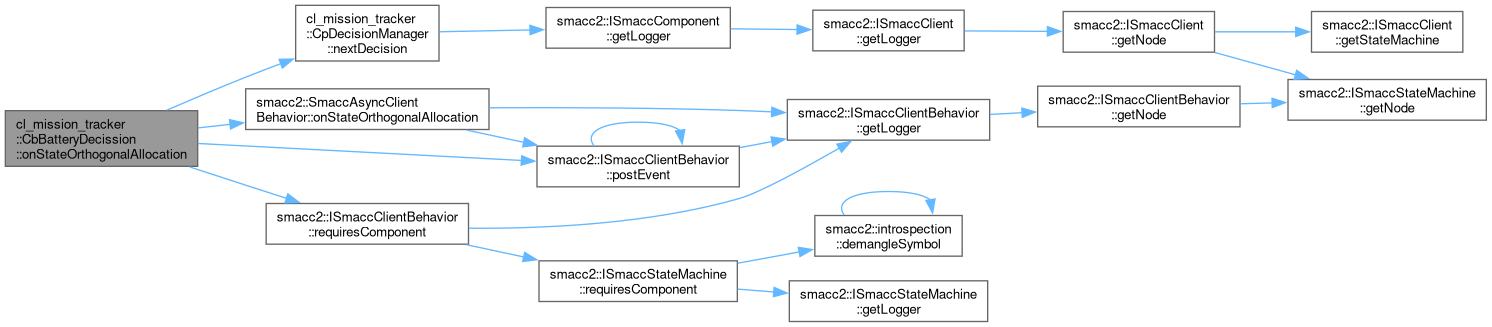 cl_mission_tracker
::CbBatteryDecission
::onStateOrthogonalAllocation
cl_mission_tracker
::CpDecisionManager
::nextDecision
smacc2::ISmaccComponent
::getLogger
smacc2::ISmaccClient
::getLogger
smacc2::ISmaccClient
::getNode
smacc2::ISmaccClient
::getStateMachine
smacc2::ISmaccStateMachine
::getNode
smacc2::SmaccAsyncClient
Behavior::onStateOrthogonalAllocation
smacc2::ISmaccClientBehavior
::getLogger
smacc2::ISmaccClientBehavior
::getNode
smacc2::ISmaccClientBehavior
::postEvent
smacc2::ISmaccClientBehavior
::requiresComponent
smacc2::ISmaccStateMachine
::requiresComponent
smacc2::introspection
::demangleSymbol
smacc2::ISmaccStateMachine
::getLogger